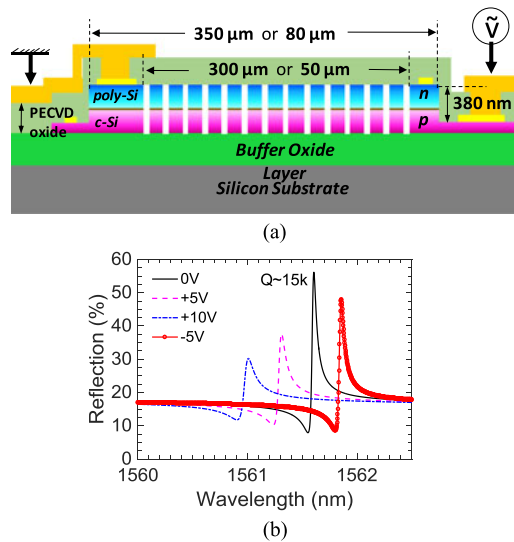 350 μm or 80 μm
Ṽ
300 μm or 50 μm
poly-Si
n
380 nm
PECVD
oxide
c-Si
p
Buffer Oxide
Layer
Silicon Substrate
(a)
60
50
40
30
20
10
0
Reflection (%)
0V
+5V
+10V
-5V
Q~15k
1560
1561
1562
Wavelength (nm)
(b)